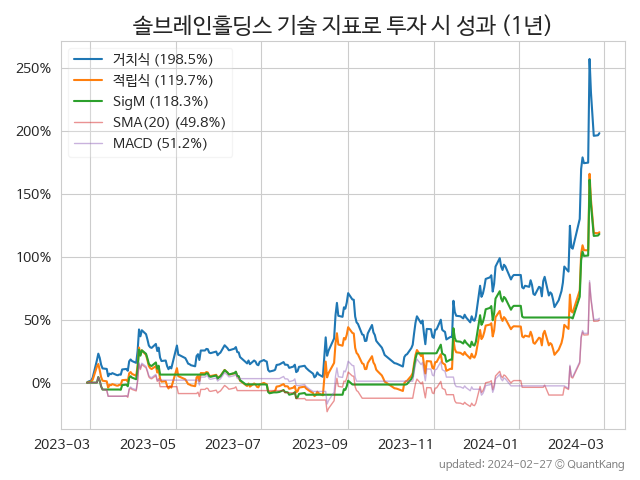 솔브레인홀딩스 기술 지표로 투자 시 성과 (1년)
거치식 (198.5%)
적립식 (119.7%)
SigM (118.3%)
SMA(20) (49.8%)
MACD (51.2%)
250%
200%
150%
100%
50%
0%
2023-03 2023-05 2023-07 2023-09 2023-11 2024-01 2024-03
updated: 2024-02-27 © QuantKang